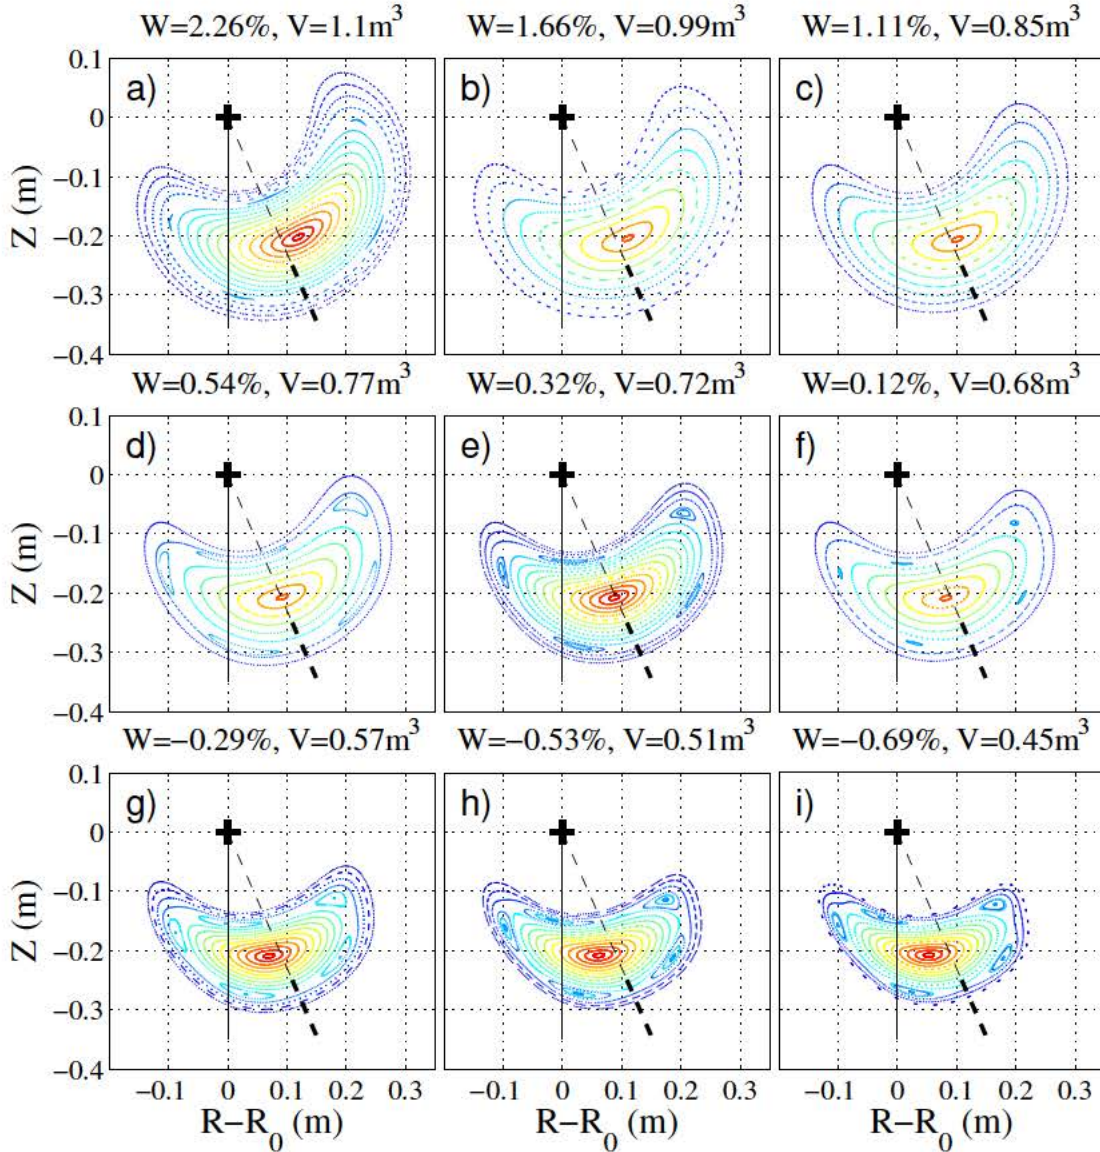 W=2.26%, V=1.1m³ W=1.66%, V=0.99m³ W=1.11%, V=0.85m³
a) b) c)
0.1
0
−0.1
−0.2
−0.3
−0.4
Z (m)
W=0.54%, V=0.77m³ W=0.32%, V=0.72m³ W=0.12%, V=0.68m³
d) e) f)
0.1
0
−0.1
−0.2
−0.3
−0.4
Z (m)
W=−0.29%, V=0.57m³ W=−0.53%, V=0.51m³ W=−0.69%, V=0.45m³
g) h) i)
0.1
0
−0.1
−0.2
−0.3
−0.4
Z (m)
−0.1 0 0.1 0.2 0.3 −0.1 0 0.1 0.2 0.3 −0.1 0 0.1 0.2 0.3
R−R₀ (m) R−R₀ (m) R−R₀ (m)